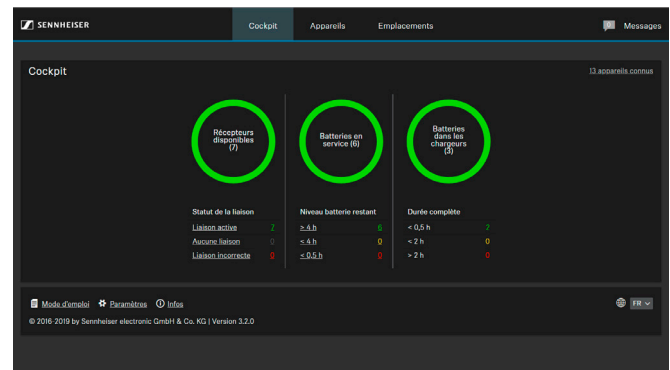 SENNHEISER
Cockpit
Appareils
Emplacements
0
Messages
Cockpit
13 appareils connus
Récepteurs
disponibles
(7)
Batteries en
service (6)
Batteries
dans les
chargeurs
(3)
Statut de la liaison
Liaison active 7
Aucune liaison 0
Liaison incorrecte 0
Niveau batterie restant
> 4 h 6
< 4 h 0
< 0,5 h 0
Durée complète
< 0,5 h 2
< 2 h 0
> 2 h 0
Mode d'emploi
Paramètres
Infos
FR
© 2016-2019 by Sennheiser electronic GmbH & Co. KG | Version 3.2.0